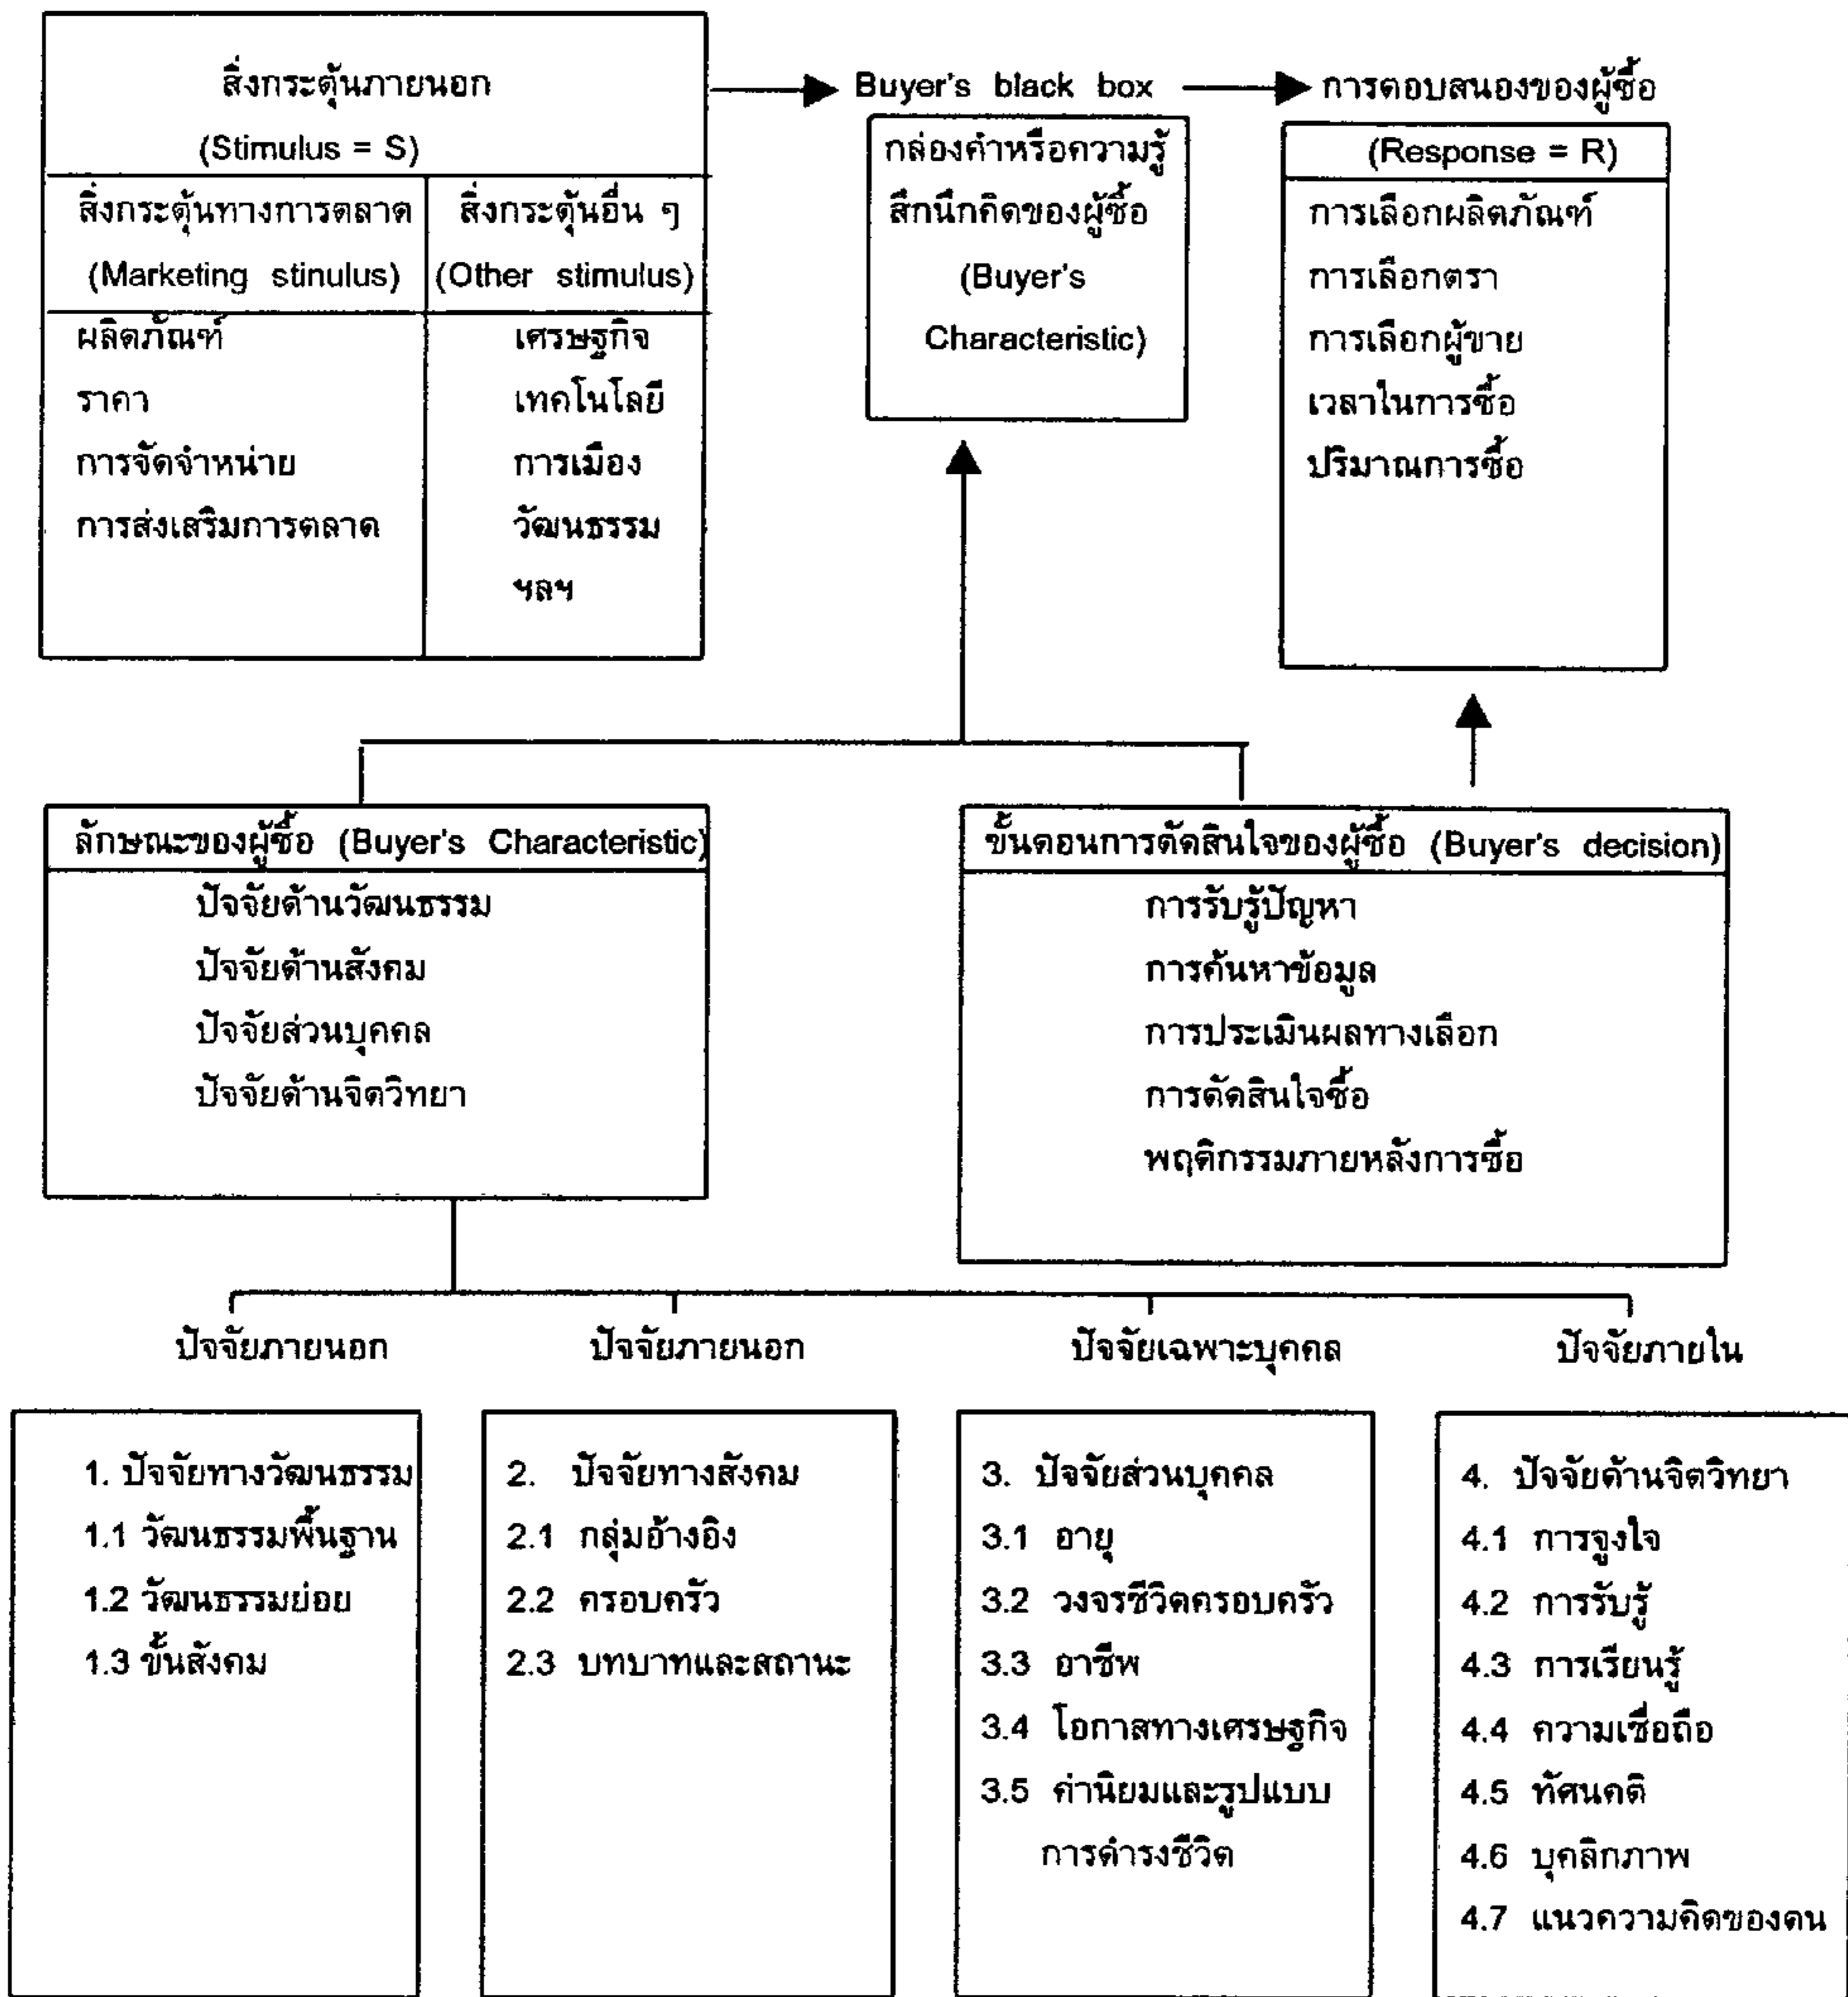 สิ่งกระตุ้นภายนอก
(Stimulus = S)
สิ่งกระตุ้นทางการตลาด
(Marketing stinulus)
ผลิตภัณฑ์
ราคา
การจัดจำหน่าย
การส่งเสริมการตลาด
สิ่งกระตุ้นอื่น ๆ
(Other stimulus)
เศรษฐกิจ
เทคโนโลยี
การเมือง
วัฒนธรรม
ฯลฯ
Buyer's black box
กล่องคำหรือความรู้
สึกนึกคิดของผู้ซื้อ
(Buyer's
Characteristic)
การตอบสนองของผู้ซื้อ
(Response = R)
การเลือกผลิตภัณฑ์
การเลือกตรา
การเลือกผู้ขาย
เวลาในการซื้อ
ปริมาณการซื้อ
ลักษณะของผู้ซื้อ (Buyer's Characteristic)
ปัจจัยด้านวัฒนธรรม
ปัจจัยด้านสังคม
ปัจจัยส่วนบุคคล
ปัจจัยด้านจิตวิทยา
ขั้นตอนการตัดสินใจของผู้ซื้อ (Buyer's decision)
การรับรู้ปัญหา
การค้นหาข้อมูล
การประเมินผลทางเลือก
การตัดสินใจซื้อ
พฤติกรรมภายหลังการซื้อ
ปัจจัยภายนอก
1. ปัจจัยทางวัฒนธรรม
1.1 วัฒนธรรมพื้นฐาน
1.2 วัฒนธรรมย่อย
1.3 ขั้นสังคม
ปัจจัยภายนอก
2. ปัจจัยทางสังคม
2.1 กลุ่มอ้างอิง
2.2 ครอบครัว
2.3 บทบาทและสถานะ
ปัจจัยเฉพาะบุคคล
3. ปัจจัยส่วนบุคคล
3.1 อายุ
3.2 วงจรชีวิตครอบครัว
3.3 อาชีพ
3.4 โอกาสทางเศรษฐกิจ
3.5 ค่านิยมและรูปแบบ
การดำรงชีวิต
ปัจจัยภายใน
4. ปัจจัยด้านจิตวิทยา
4.1 การจูงใจ
4.2 การรับรู้
4.3 การเรียนรู้
4.4 ความเชื่อถือ
4.5 ทัศนคติ
4.6 บุคลิกภาพ
4.7 แนวความคิดของตน